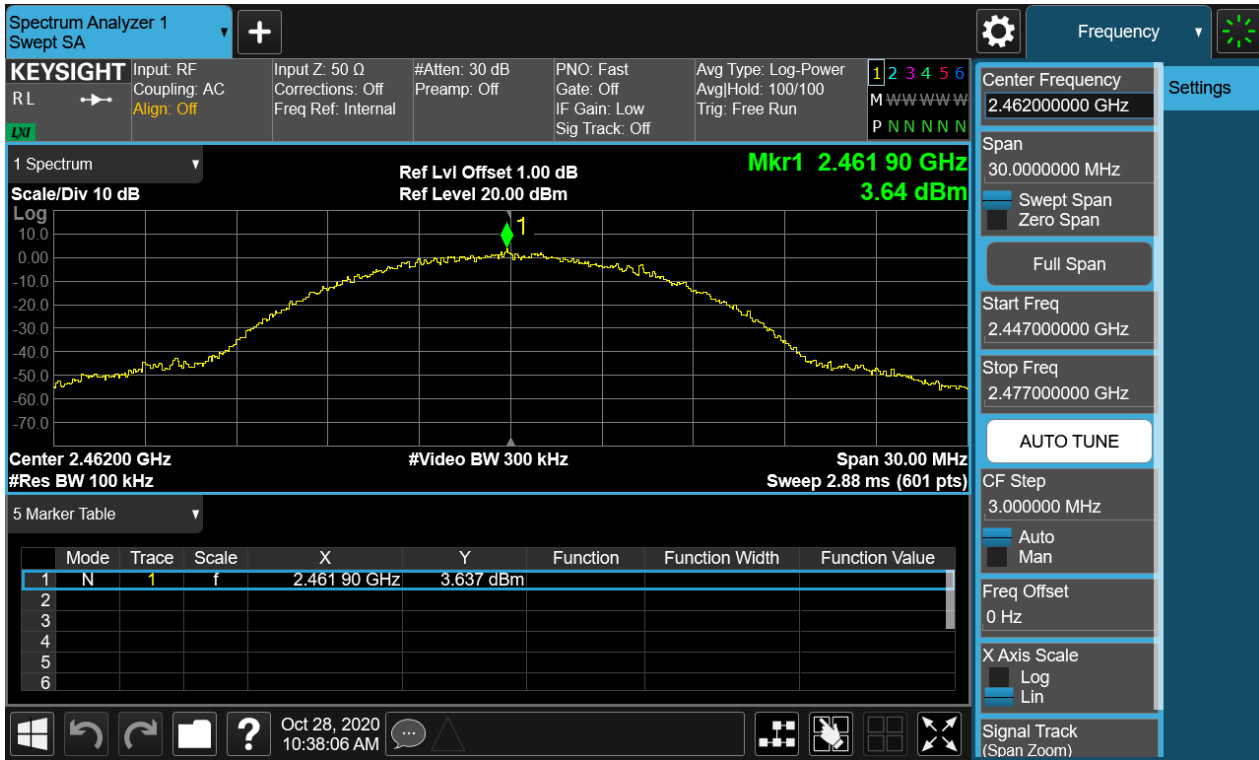 Spectrum Analyzer 1
Swept SA
+
Frequency
KEYSIGHT
R L
LXI
Input: RF
Coupling: AC
Align: Off
Input Z: 50 Ω
Corrections: Off
Freq Ref: Internal
#Atten: 30 dB
Preamp: Off
PNO: Fast
Gate: Off
IF Gain: Low
Sig Track: Off
Avg Type: Log-Power
Avg|Hold: 100/100
Trig: Free Run
1 2 3 4 5 6
M W W W W W
P N N N N N
1 Spectrum
Scale/Div 10 dB
Ref Lvl Offset 1.00 dB
Ref Level 20.00 dBm
Mkr1 2.461 90 GHz
3.64 dBm
Log
1
10.0
0.00
-10.0
-20.0
-30.0
-40.0
-50.0
-60.0
-70.0
Center 2.46200 GHz
#Video BW 300 kHz
Span 30.00 MHz
#Res BW 100 kHz
Sweep 2.88 ms (601 pts)
5 Marker Table
Mode Trace Scale X Y Function Function Width Function Value
1 N 1 f 2.461 90 GHz 3.637 dBm
2
3
4
5
6
?
Oct 28, 2020
10:38:06 AM
Center Frequency
2.462000000 GHz
Settings
Span
30.0000000 MHz
Swept Span
Zero Span
Full Span
Start Freq
2.447000000 GHz
Stop Freq
2.477000000 GHz
AUTO TUNE
CF Step
3.000000 MHz
Auto
Man
Freq Offset
0 Hz
X Axis Scale
Log
Lin
Signal Track
(Span Zoom)